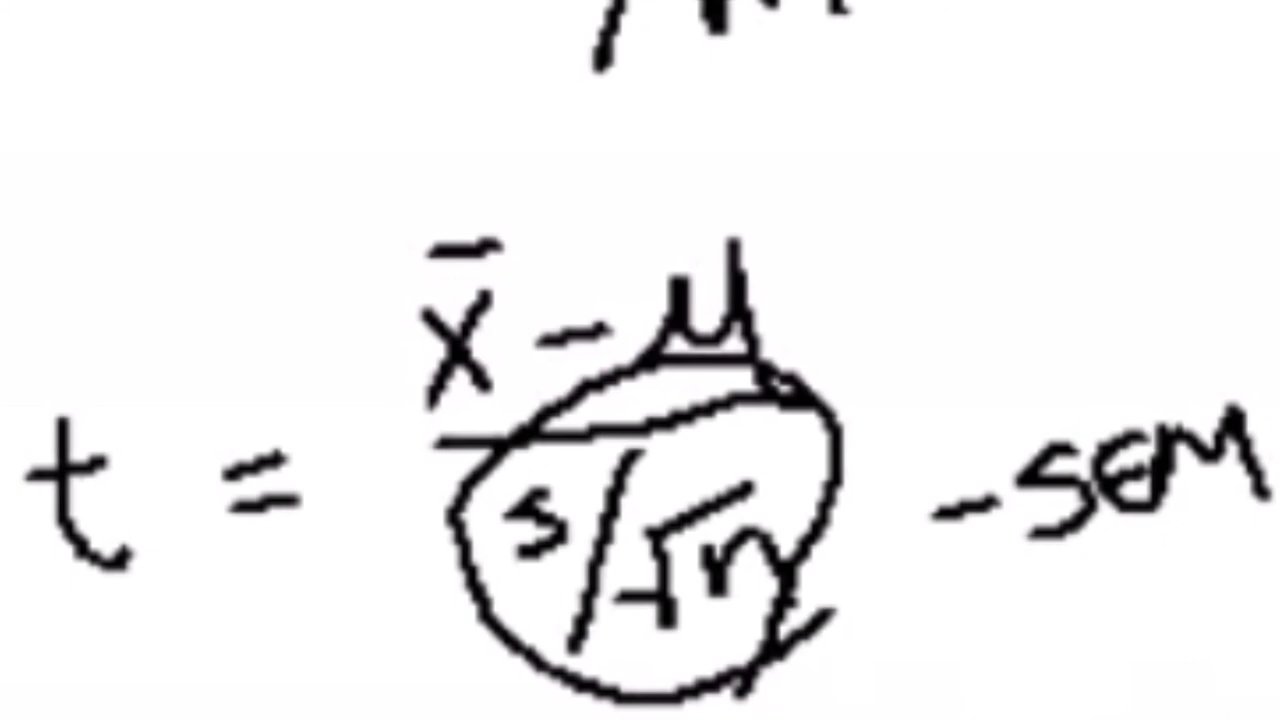 x̄ - μ
t = s/√n - SEM